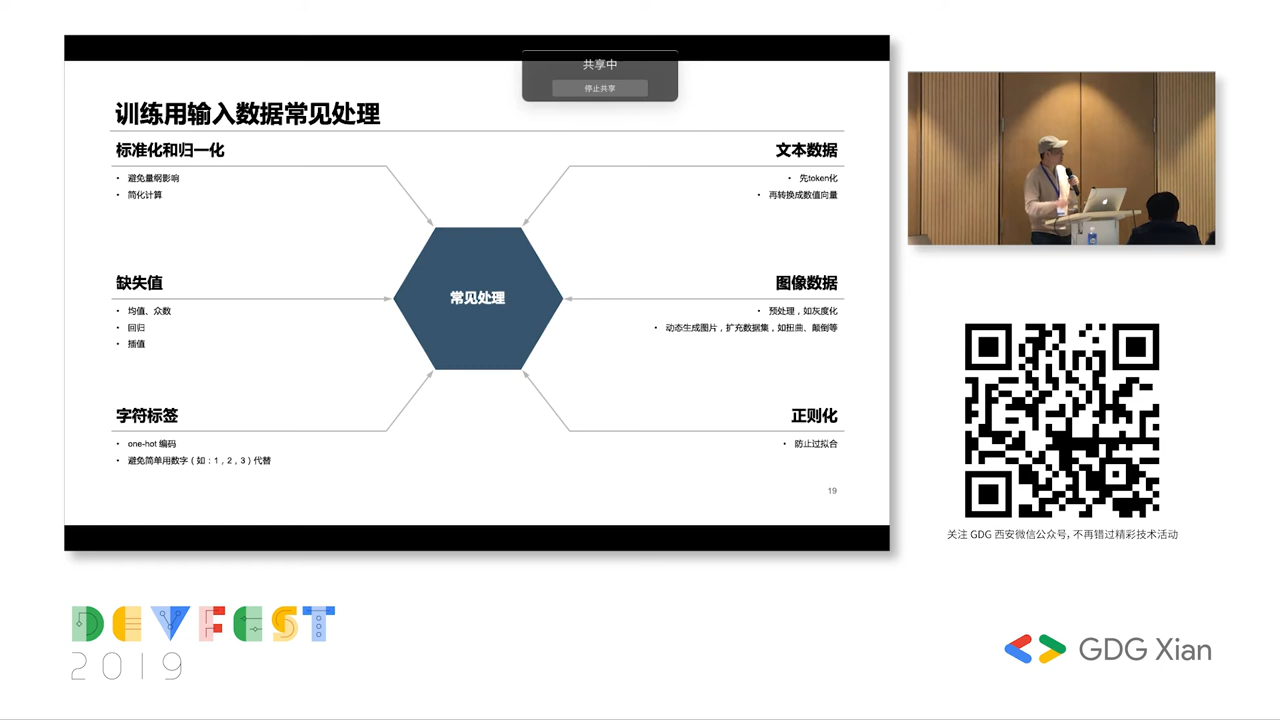 共享中
停止共享
训练用输入数据常见处理
标准化和归一化
• 避免量纲影响
• 简化计算
文本数据
• 先token化
• 再转换成数值向量
缺失值
• 均值、众数
• 回归
• 插值
常见处理
图像数据
• 预处理，如灰度化
• 动态生成图片，扩充数据集，如扭曲、颠倒等
字符标签
• one-hot 编码
• 避免简单用数字（如：1，2，3）代替
正则化
• 防止过拟合
19
关注 GDG 西安微信公众号, 不再错过精彩技术活动
DEVFEST
2019
GDG Xian